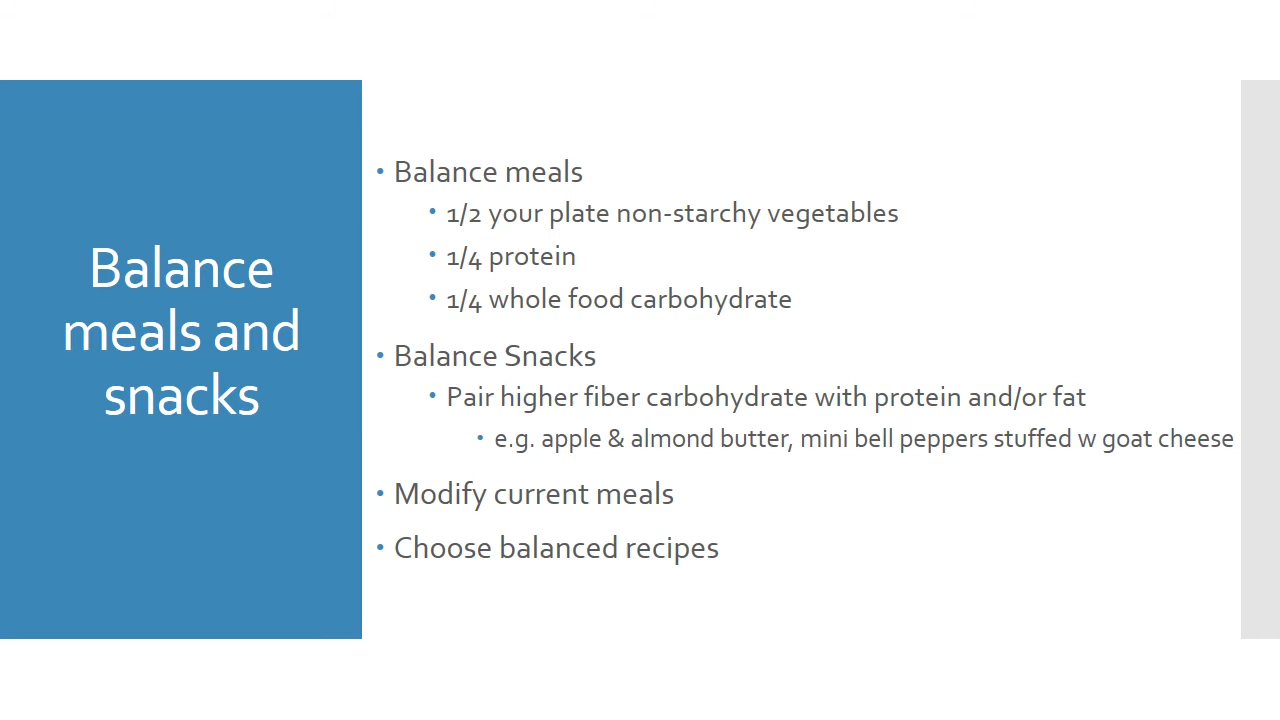 Balance
meals and
snacks
• Balance meals
• 1/2 your plate non-starchy vegetables
• 1/4 protein
• 1/4 whole food carbohydrate
• Balance Snacks
• Pair higher fiber carbohydrate with protein and/or fat
• e.g. apple & almond butter, mini bell peppers stuffed w goat cheese
• Modify current meals
• Choose balanced recipes